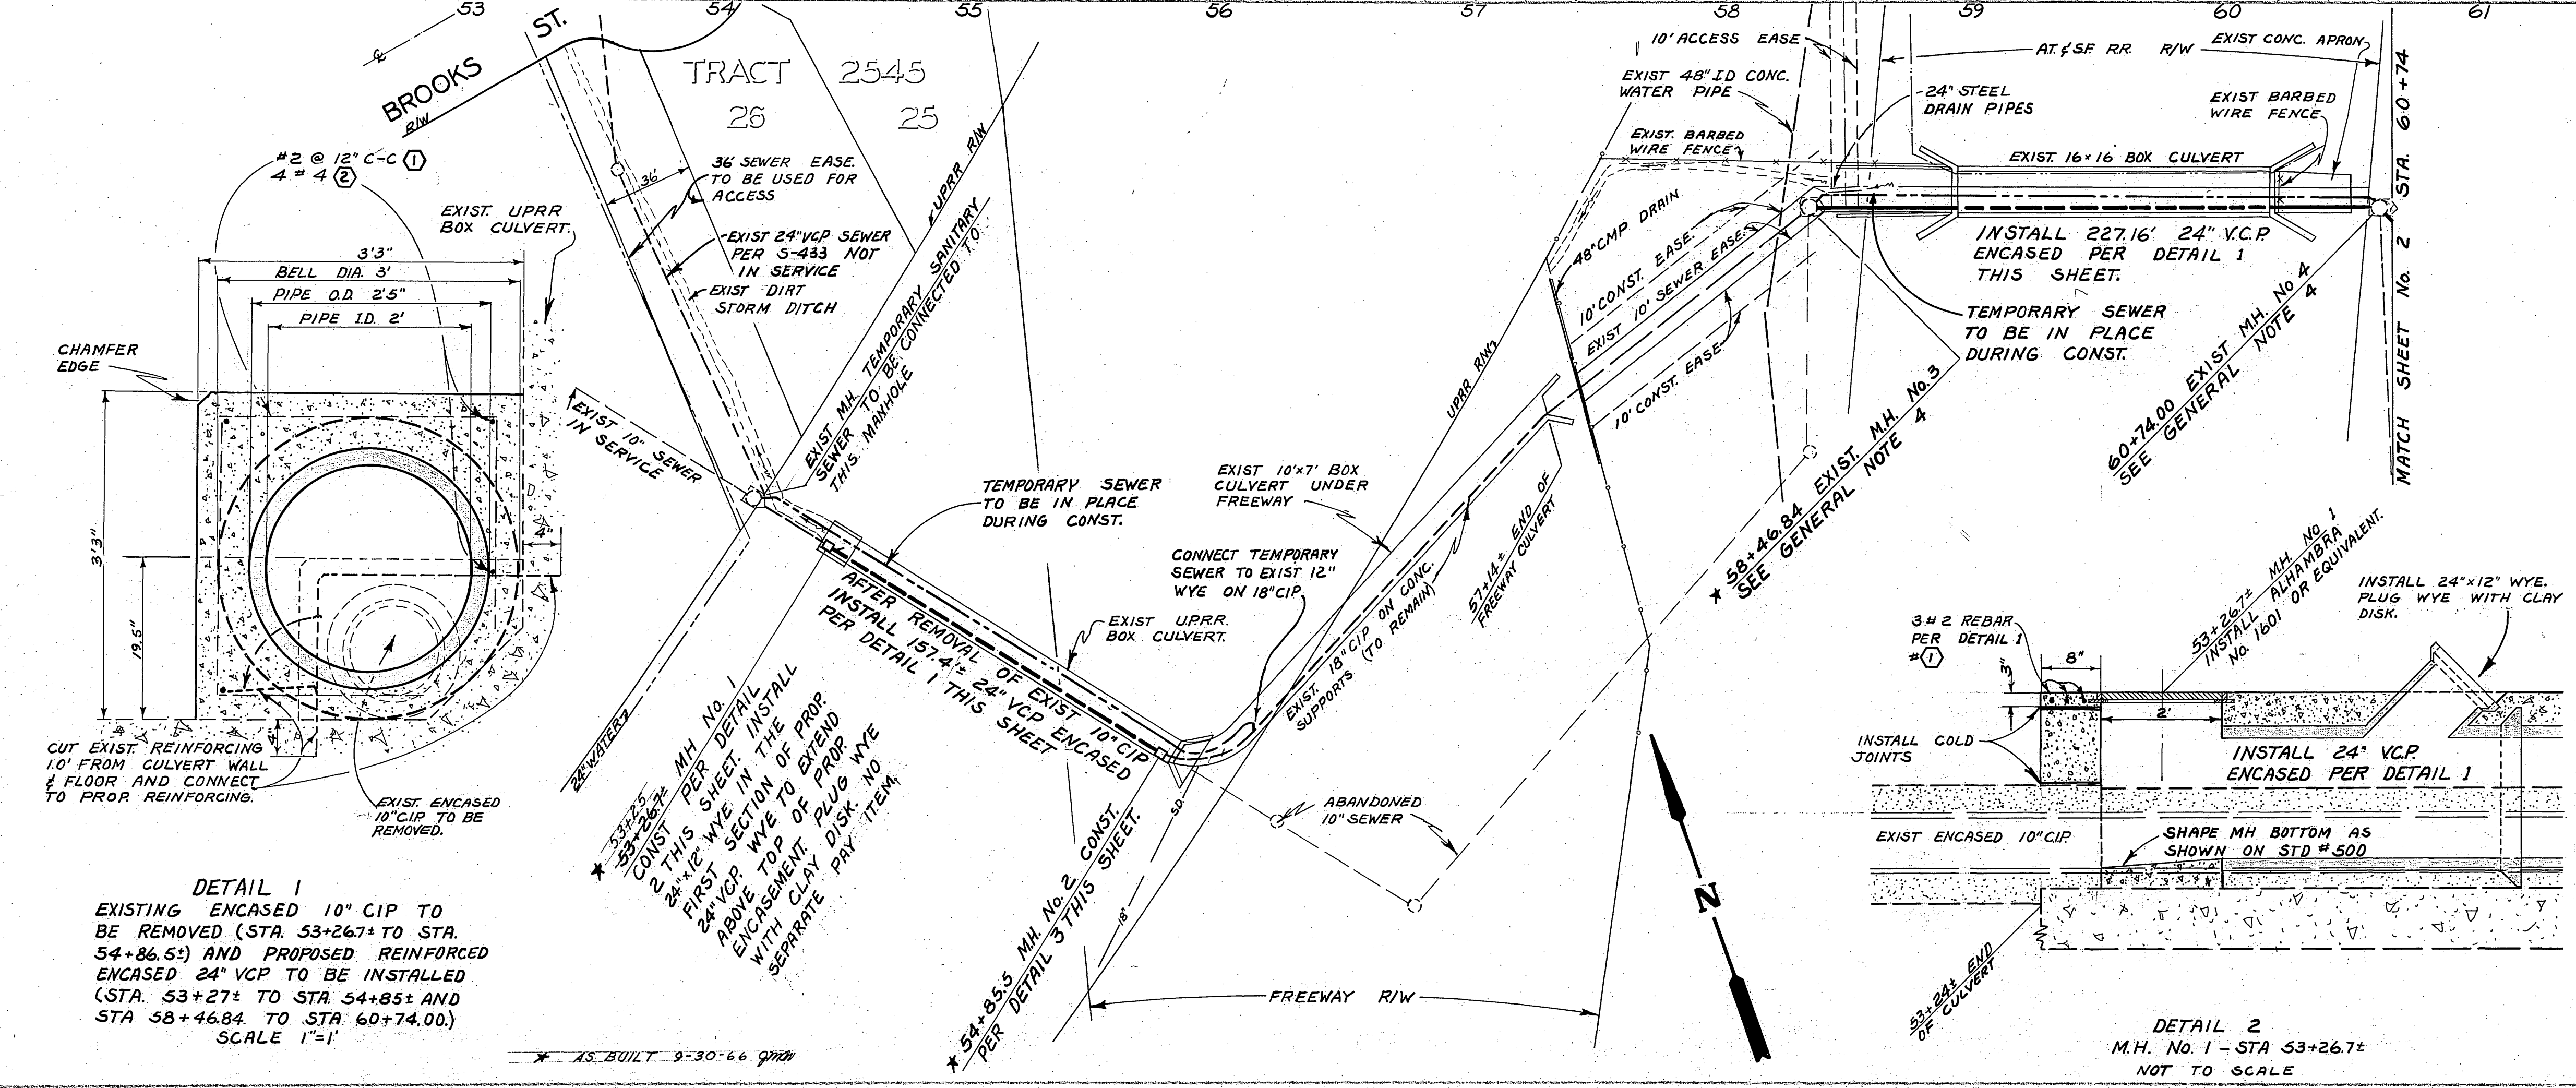 53
54
55
56
57
58
59
60
61
BROOKS ST.
R/W
TRACT 2545
26
25
#2 @ 12" C-C 1
4 # 4 2
EXIST. UPRR
BOX CULVERT.
3'3"
BELL DIA. 3'
PIPE O.D. 2'5"
PIPE I.D. 2'
CHAMFER
EDGE
3'3"
19.5"
4"
4"
CUT EXIST. REINFORCING
1.0' FROM CULVERT WALL
& FLOOR AND CONNECT
TO PROP. REINFORCING.
EXIST. ENCASED
10" C.I.P. TO BE
REMOVED.
DETAIL 1
EXISTING ENCASED 10" CIP TO
BE REMOVED (STA. 53+26.7± TO STA.
54+86.5±) AND PROPOSED REINFORCED
ENCASED 24" VCP TO BE INSTALLED
(STA. 53+27± TO STA. 54+85± AND
STA 58+46.84 TO STA. 60+74.00.)
SCALE 1"=1'
★ AS BUILT 9-30-66
36'
36' SEWER EASE.
TO BE USED FOR
ACCESS
EXIST 24" VCP SEWER
PER S-433 NOT
IN SERVICE
EXIST DIRT
STORM DITCH
UPRR R/W
EXIST M.H. TEMPORARY SANITARY
SEWER TO BE CONNECTED TO
THIS MANHOLE
EXIST 10" SEWER
IN SERVICE
24" WATER
TEMPORARY SEWER
TO BE IN PLACE
DURING CONST.
AFTER REMOVAL OF EXIST 10" CIP
INSTALL 157.4'± 24" VCP ENCASED
PER DETAIL 1 THIS SHEET
EXIST U.P.R.R.
BOX CULVERT.
CONNECT TEMPORARY
SEWER TO EXIST 12"
WYE ON 18" CIP.
★ 53+25
53+26.7± MH No. 1
CONST PER DETAIL
2 THIS SHEET. INSTALL
24"x12" WYE IN THE
FIRST SECTION OF PROP.
24" VCP. WYE TO EXTEND
ABOVE TOP OF PROP.
ENCASEMENT. PLUG WYE
WITH CLAY DISK. NO
SEPARATE PAY ITEM.
★ 54+85.5 M.H. No. 2 CONST.
PER DETAIL 3 THIS SHEET.
S.D.
18"
EXIST 10'x7' BOX
CULVERT UNDER
FREEWAY
EXIST. 18" CIP ON CONC.
SUPPORTS. (TO REMAIN)
57+14± END OF
FREEWAY CULVERT
ABANDONED
10" SEWER
FREEWAY R/W
UPRR R/W
N
10' ACCESS EASE
EXIST 48" I.D CONC.
WATER PIPE
EXIST. BARBED
WIRE FENCE
48" CMP DRAIN
10' CONST. EASE.
EXIST 10' SEWER EASE.
10' CONST. EASE
24" STEEL
DRAIN PIPES
A.T. & S.F. RR. R/W
EXIST CONC. APRON
EXIST BARBED
WIRE FENCE
EXIST. 16x16 BOX CULVERT
INSTALL 227.16' 24" V.C.P.
ENCASED PER DETAIL 1
THIS SHEET.
TEMPORARY SEWER
TO BE IN PLACE
DURING CONST.
★ 58+46.84 EXIST. M.H. No. 3
SEE GENERAL NOTE 4
60+74.00 EXIST M.H. No 4
SEE GENERAL NOTE 4
MATCH SHEET No. 2 STA. 60+74
53+26.7± M.H. No 1
INSTALL ALHAMBRA
No. 1601 OR EQUIVALENT.
INSTALL 24"x12" WYE.
PLUG WYE WITH CLAY
DISK.
3 # 2 REBAR
PER DETAIL 1
# 1
8"
3"
2'
INSTALL COLD
JOINTS
INSTALL 24" V.C.P.
ENCASED PER DETAIL 1
EXIST ENCASED 10" C.I.P.
SHAPE MH BOTTOM AS
SHOWN ON STD # 500
53+24± END
OF CULVERT
DETAIL 2
M.H. No. 1 – STA 53+26.7±
NOT TO SCALE